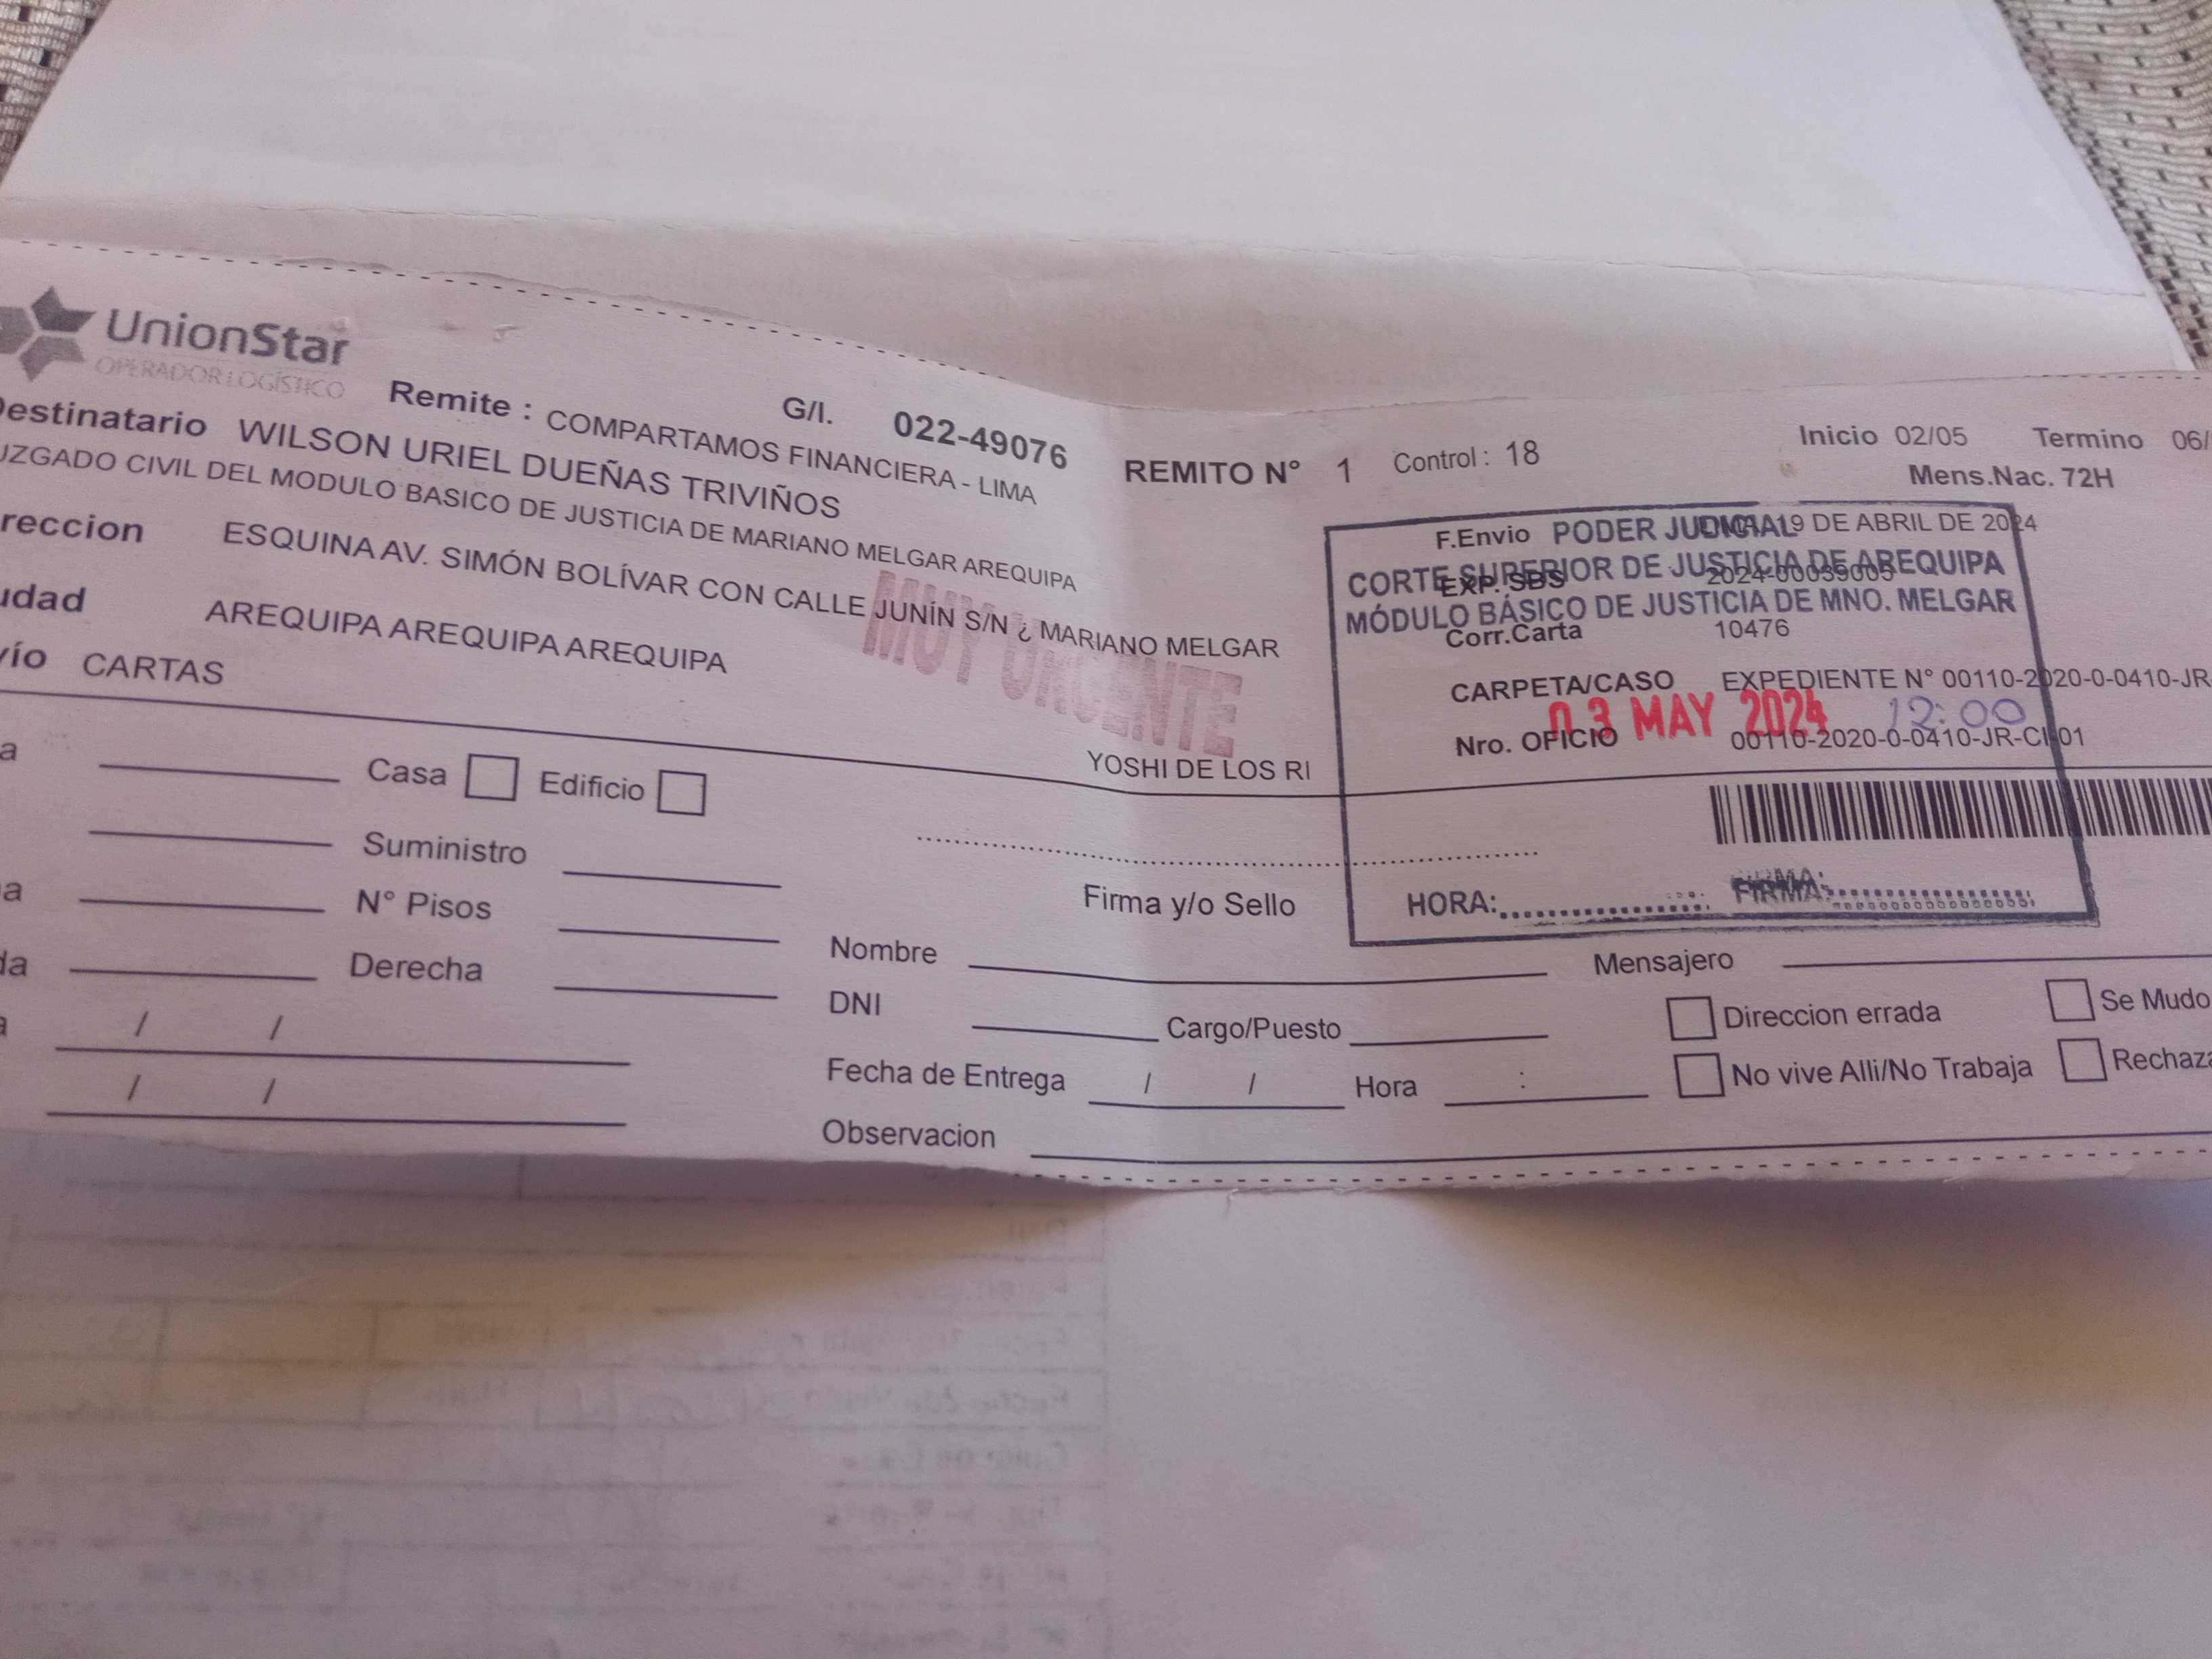 UnionStar
OPERADOR LOGÍSTICO
Remite : COMPARTAMOS FINANCIERA - LIMA
G/I. 022-49076
REMITO N° 1 Control : 18
Inicio 02/05 Termino 06/
Mens.Nac. 72H
Destinatario WILSON URIEL DUEÑAS TRIVIÑOS
UZGADO CIVIL DEL MODULO BASICO DE JUSTICIA DE MARIANO MELGAR AREQUIPA
reccion ESQUINA AV. SIMÓN BOLÍVAR CON CALLE JUNÍN S/N ¿ MARIANO MELGAR
udad AREQUIPA AREQUIPA AREQUIPA
vío CARTAS
MUY URGENTE
F.Envio 19 DE ABRIL DE 2024
PODER JUDICIAL
CORTE SUPERIOR DE JUSTICIA DE AREQUIPA
EXP. SBS : 2024-00039005
MÓDULO BÁSICO DE JUSTICIA DE MNO. MELGAR
Corr.Carta 10476
CARPETA/CASO EXPEDIENTE N° 00110-2020-0-0410-JR-
03 MAY 2024 12:00
Nro. OFICIO 00110-2020-0-0410-JR-CI-01
YOSHI DE LOS RI
a Casa Edificio
Suministro
a N° Pisos
da Derecha
a / /
/ /
Firma y/o Sello
HORA: FIRMA:
Nombre
Mensajero
DNI Cargo/Puesto
Direccion errada Se Mudo
Fecha de Entrega / / Hora :
No vive Alli/No Trabaja Rechaza
Observacion